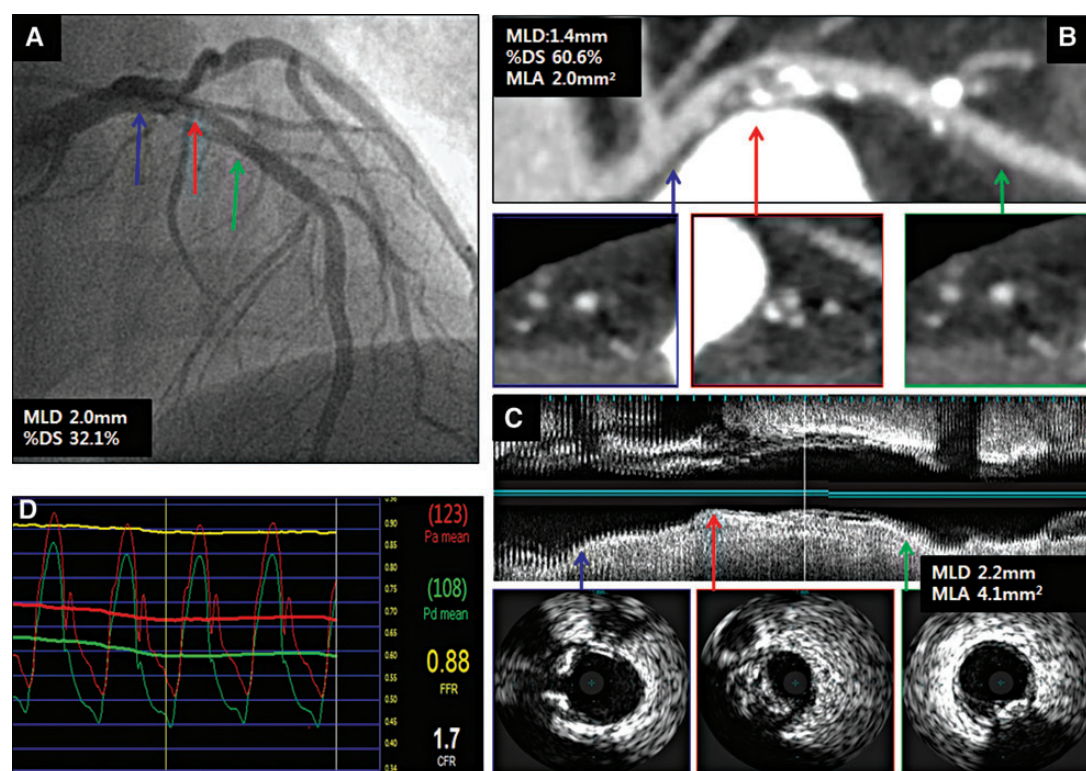 A
MLD 2.0mm
%DS 32.1%
B
MLD:1.4mm
%DS 60.6%
MLA 2.0mm²
C
MLD 2.2mm
MLA 4.1mm²
D
(123)
Pa mean
(108)
Pd mean
0.88
FFR
1.7
CFR
0.90
0.85
0.80
0.75
0.70
0.65
0.60
0.55
0.50
0.45
0.40
0.34